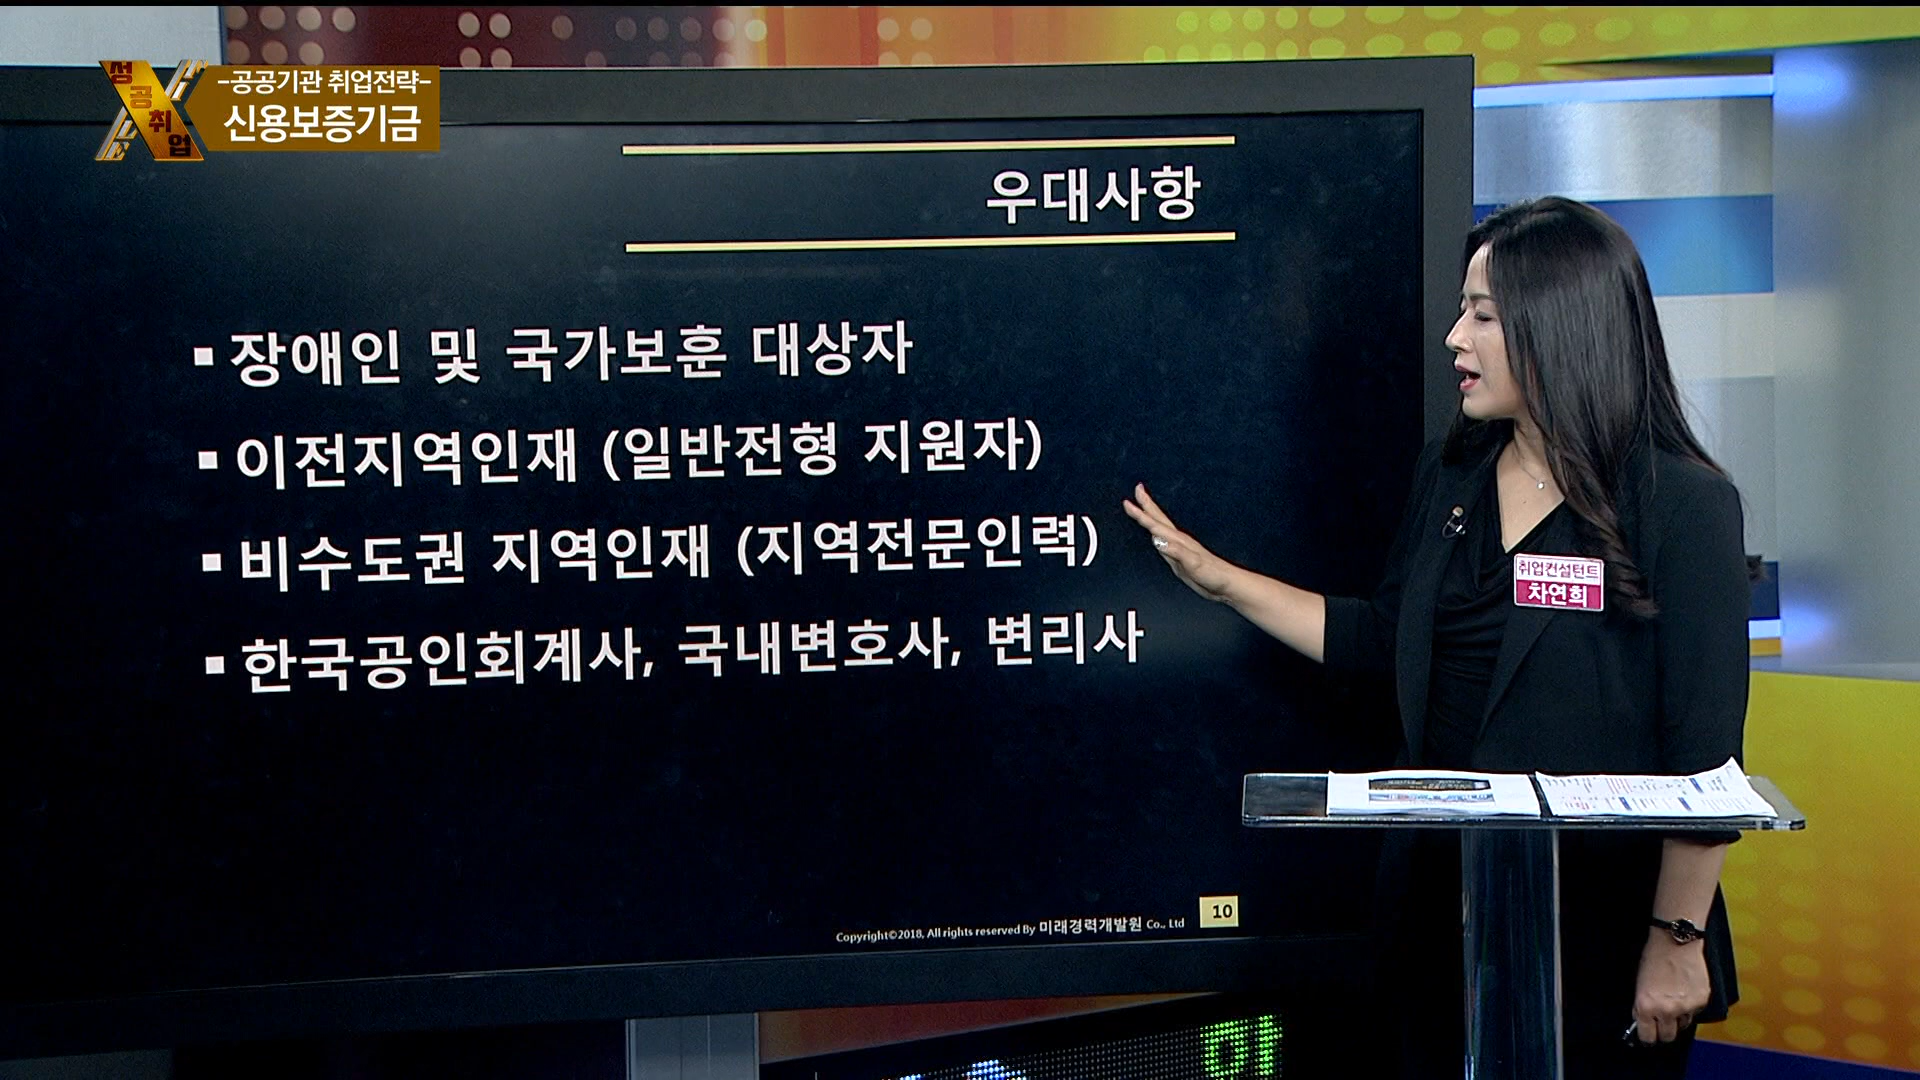 성공취업
-공공기관 취업전략-
신용보증기금
우대사항
▪ 장애인 및 국가보훈 대상자
▪ 이전지역인재 (일반전형 지원자)
▪ 비수도권 지역인재 (지역전문인력)
▪ 한국공인회계사, 국내변호사, 변리사
취업컨설턴트
차연희
Copyright©2018, All rights reserved By 미래경력개발원 Co., Ltd
10